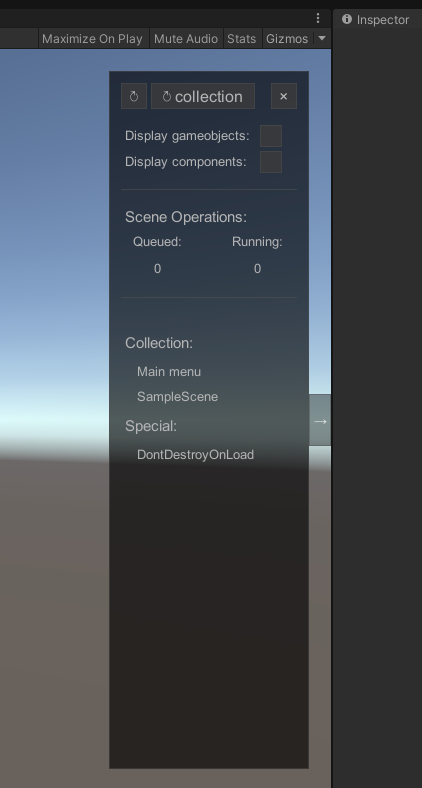 Inspector
Maximize On Play Mute Audio Stats Gizmos
collection ×
Display gameobjects:
Display components:
Scene Operations:
Queued: Running:
0 0
Collection:
Main menu
SampleScene
→
Special:
DontDestroyOnLoad